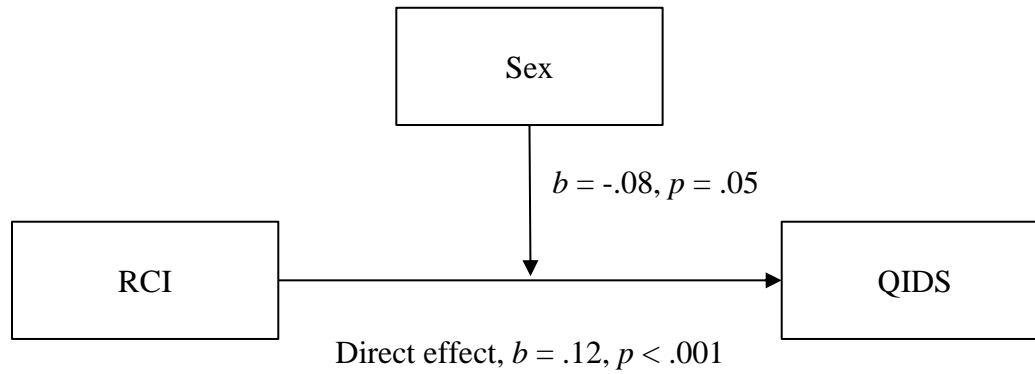 Sex
b = -.08, p = .05
RCI
QIDS
Direct effect, b = .12, p < .001